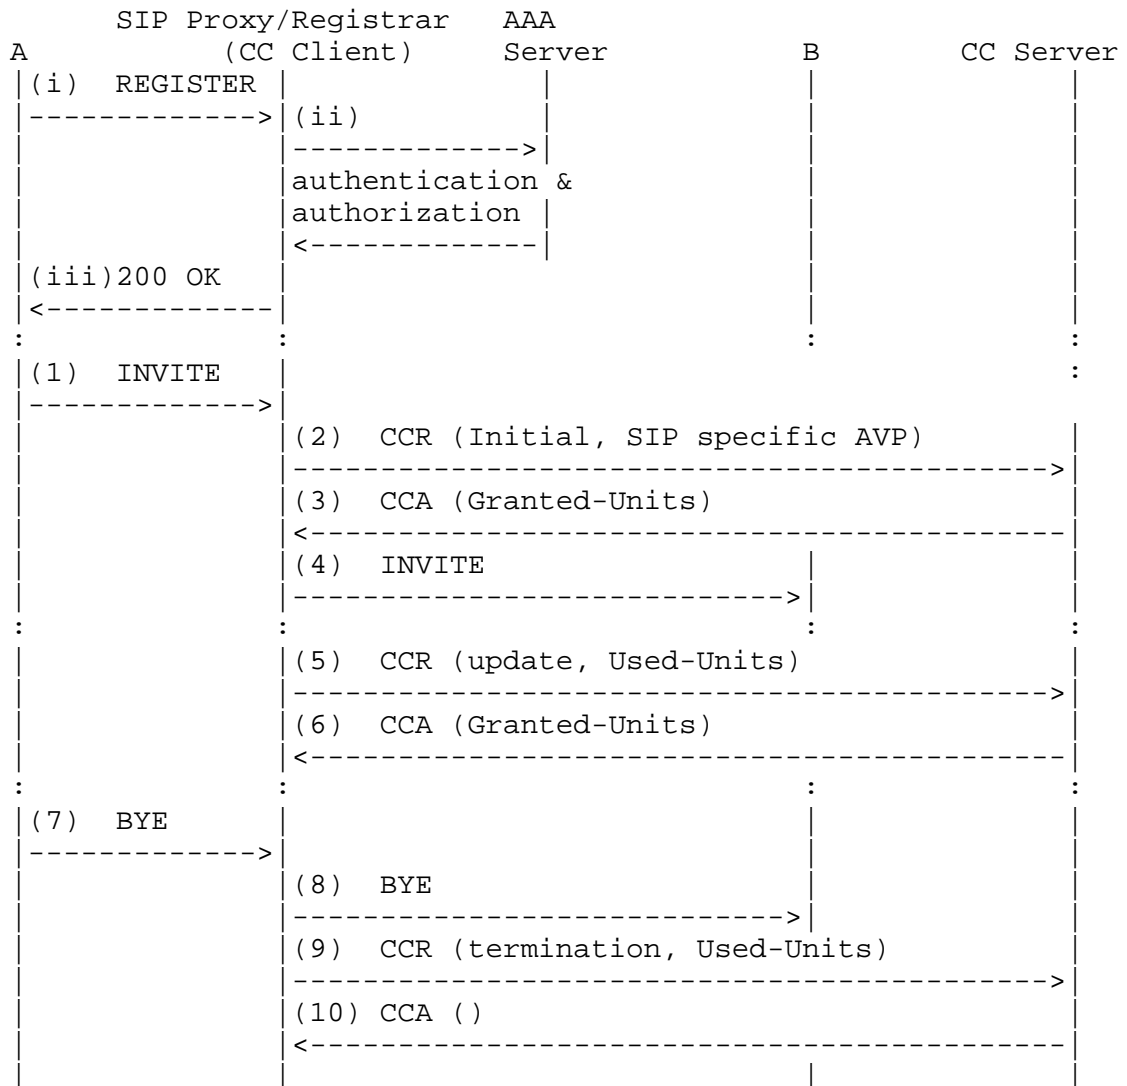 SIP Proxy/Registrar AAA
A (CC Client) Server B CC Server
(i) REGISTER
(ii)
authentication &
authorization
(iii)200 OK
(1) INVITE
(2) CCR (Initial, SIP specific AVP)
(3) CCA (Granted-Units)
(4) INVITE
(5) CCR (update, Used-Units)
(6) CCA (Granted-Units)
(7) BYE
(8) BYE
(9) CCR (termination, Used-Units)
(10) CCA ()